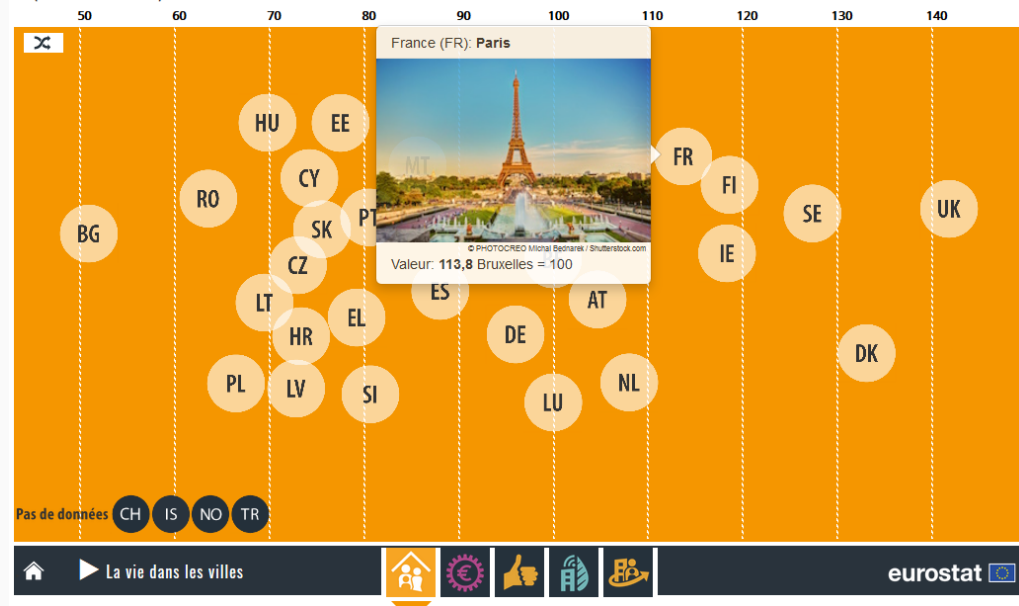 50 60 70 80 90 100 110 120 130 140
France (FR): Paris
HU
EE
MT
FR
CY
FI
RO
PT
SE
UK
BG
SK
IE
© PHOTOCREO Michal Bednarek / Shutterstock.com
Valeur: 113,8 Bruxelles = 100
CZ
LT
ES
AT
HR
EL
DE
DK
PL
LV
SI
LU
NL
Pas de données CH IS NO TR
La vie dans les villes
eurostat